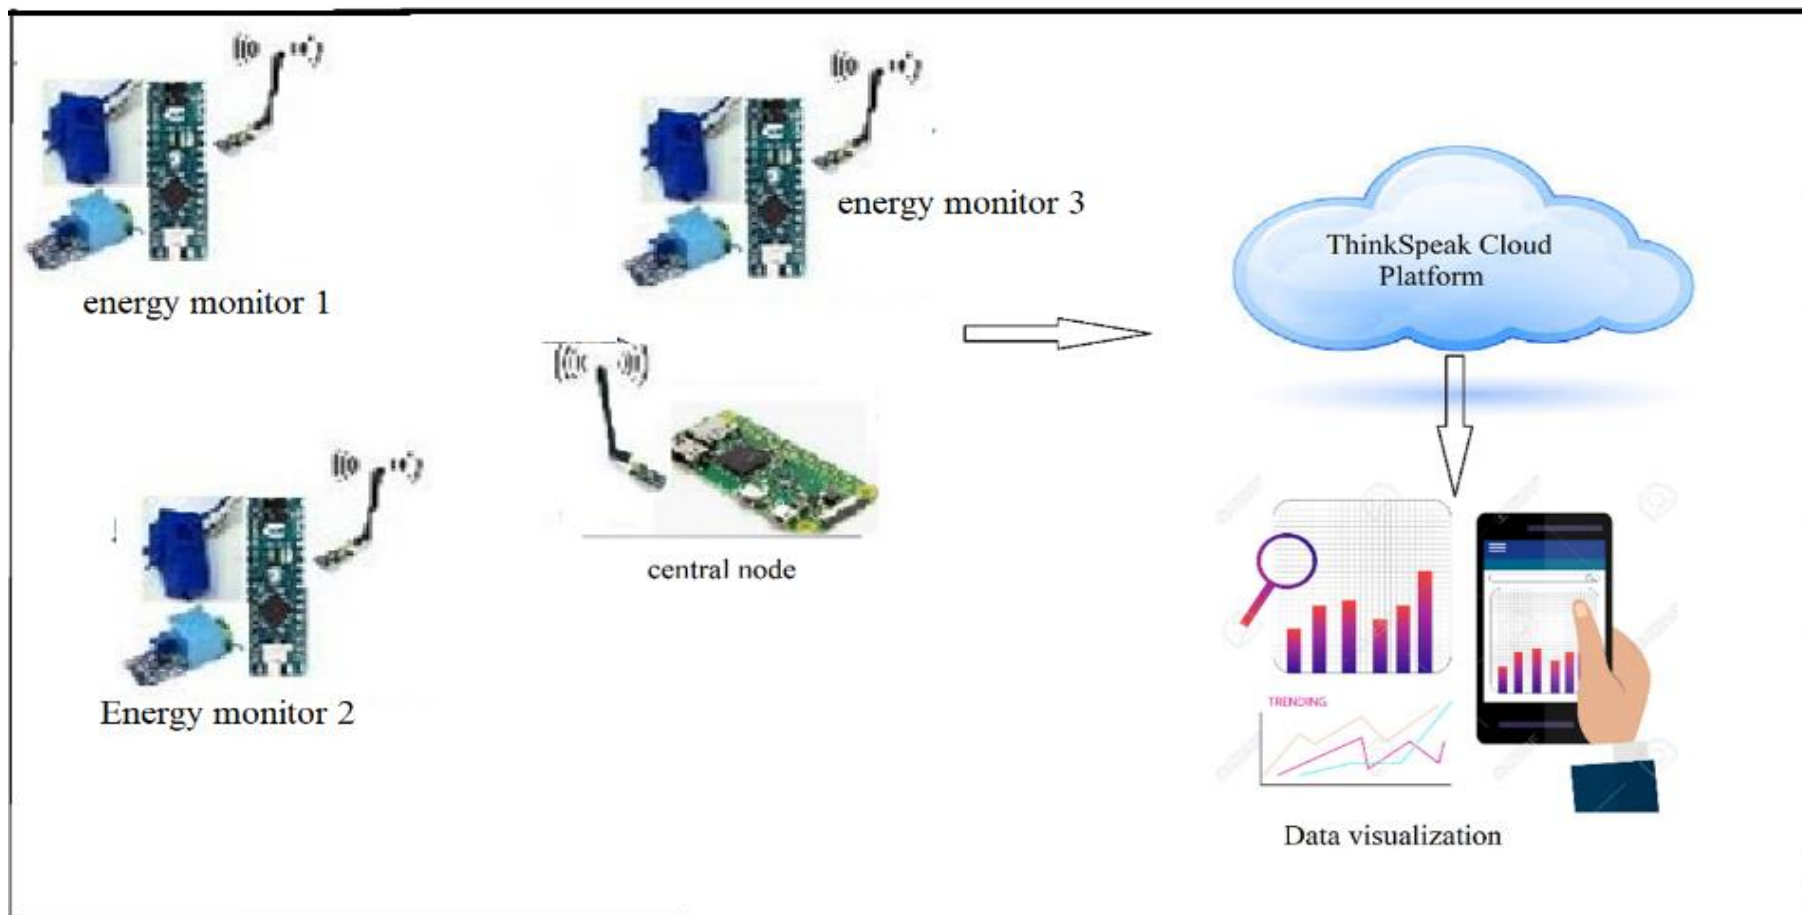 energy monitor 1
energy monitor 3
ThinkSpeak Cloud
Platform
central node
Energy monitor 2
TRENDING
Data visualization